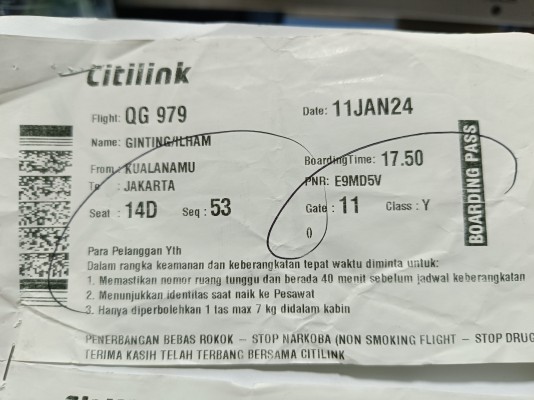 Citilink
Flight: QG 979 Date: 11JAN24
Name: GINTING/ILHAM
From: KUALANAMU BoardingTime: 17.50
To : JAKARTA PNR: E9MD5V
Seat : 14D Seq : 53 Gate : 11 Class : Y
()
BOARDING PASS
Para Pelanggan Yth
Dalam rangka keamanan dan keberangkatan tepat waktu diminta untuk:
1. Memastikan nomor ruang tunggu dan berada 40 menit sebelum jadwal keberangkatan
2. Menunjukkan identitas saat naik ke Pesawat
3. Hanya diperbolehkan 1 tas max 7 kg didalam kabin
PENERBANGAN BEBAS ROKOK – STOP NARKOBA (NON SMOKING FLIGHT – STOP DRUG
TERIMA KASIH TELAH TERBANG BERSAMA CITILINK